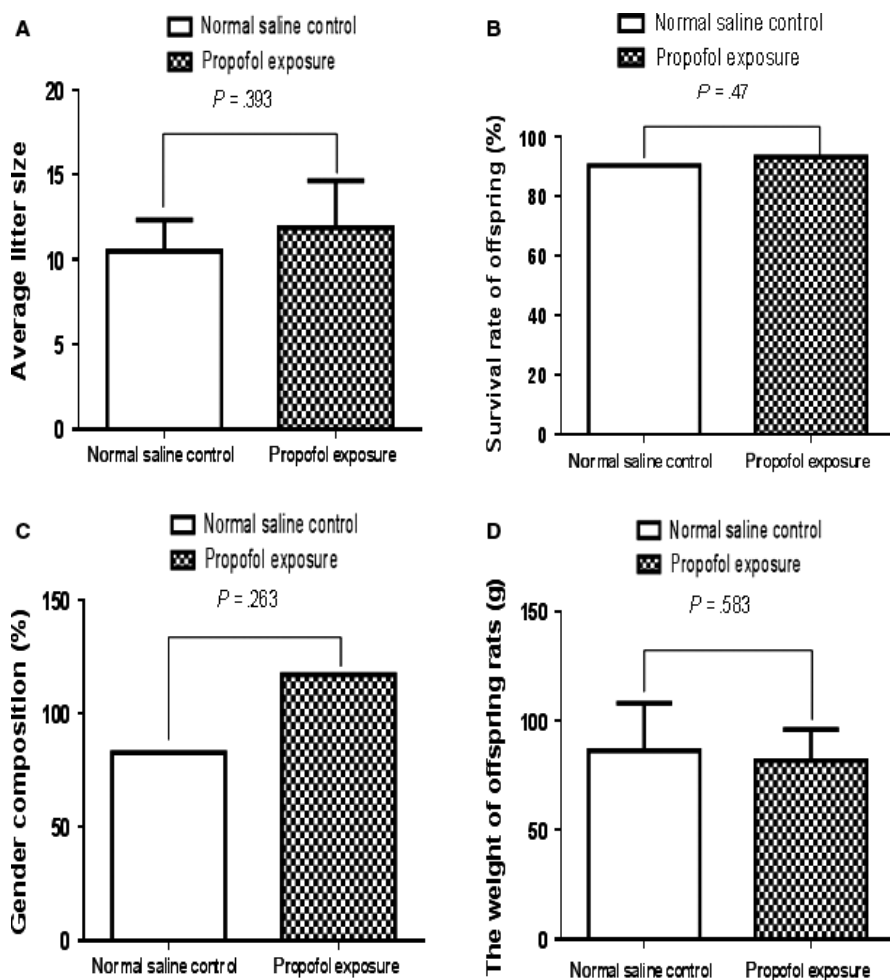 A
Normal saline control
Propofol exposure
P = .393
Average litter size
20
15
10
5
0
Normal saline control
Propofol exposure
B
Normal saline control
Propofol exposure
P = .47
Survival rate of offspring (%)
100
80
60
40
20
0
Normal saline control
Propofol exposure
C
Normal saline control
Propofol exposure
P = .263
Gender composition (%)
150
100
50
0
Normal saline control
Propofol exposure
D
Normal saline control
Propofol exposure
P = .583
The weight of offspring rats (g)
150
100
50
0
Normal saline control
Propofol exposure